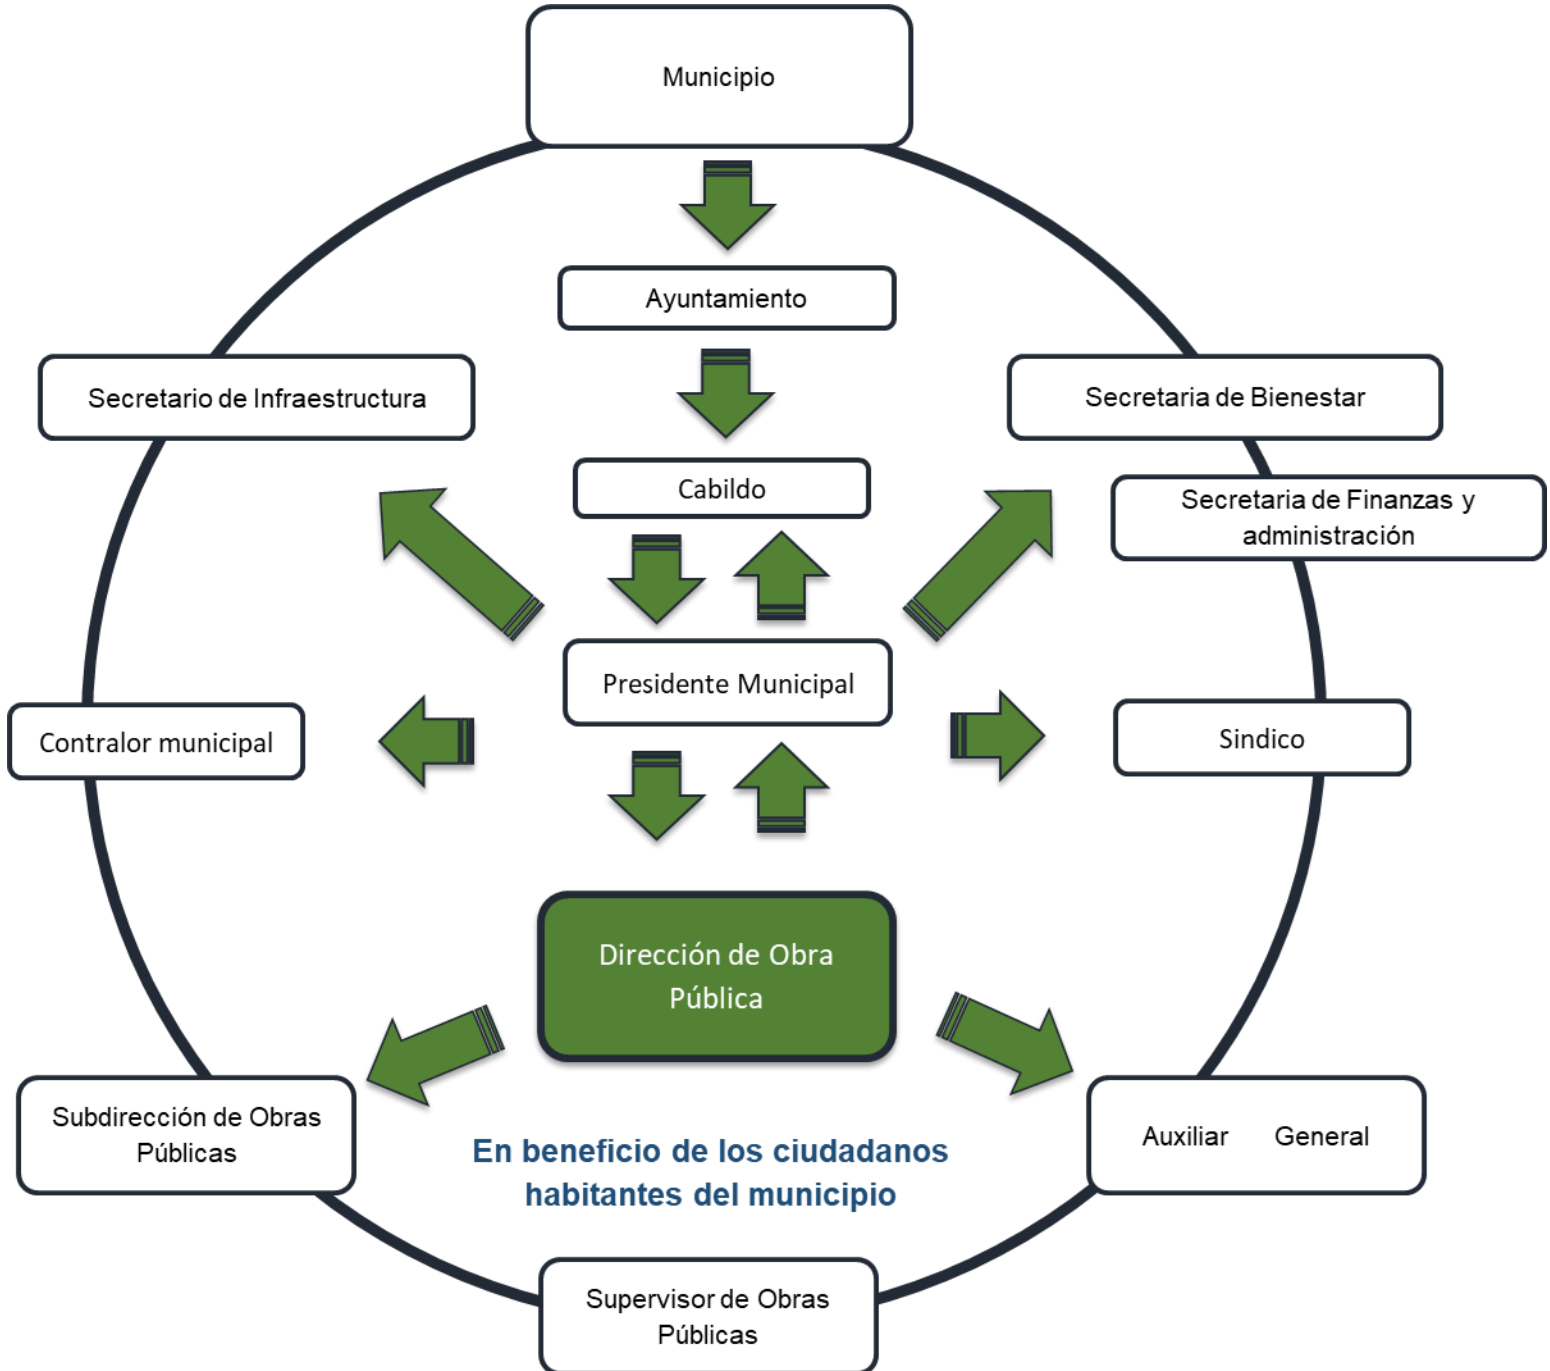 Municipio
Ayuntamiento
Secretario de Infraestructura
Secretaria de Bienestar
Cabildo
Secretaria de Finanzas y
administración
Presidente Municipal
Contralor municipal
Sindico
Dirección de Obra
Pública
Subdirección de Obras
Públicas
Auxiliar General
En beneficio de los ciudadanos
habitantes del municipio
Supervisor de Obras
Públicas